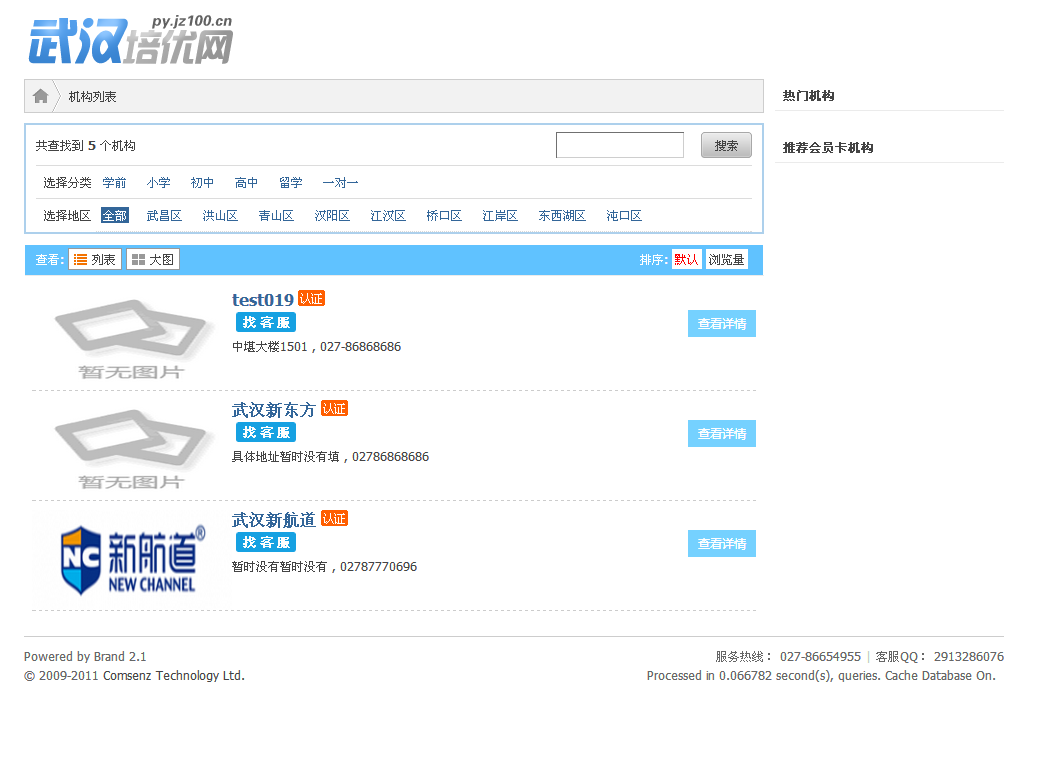 py.jz100.cn
武汉培优网
机构列表
热门机构
共查找到 5 个机构
搜索
推荐会员卡机构
选择分类 学前 小学 初中 高中 留学 一对一
选择地区 全部 武昌区 洪山区 青山区 汉阳区 江汉区 桥口区 江岸区 东西湖区 沌口区
查看: 列表 大图
排序: 默认 浏览量
暂无图片
test019 认证
找 客 服
中堪大楼1501，027-86868686
查看详情
暂无图片
武汉新东方 认证
找 客 服
具体地址暂时没有填，02786868686
查看详情
NC 新航道®
NEW CHANNEL
武汉新航道 认证
找 客 服
暂时没有暂时没有，02787770696
查看详情
Powered by Brand 2.1
© 2009-2011 Comsenz Technology Ltd.
服务热线： 027-86654955 | 客服QQ： 2913286076
Processed in 0.066782 second(s), queries. Cache Database On.